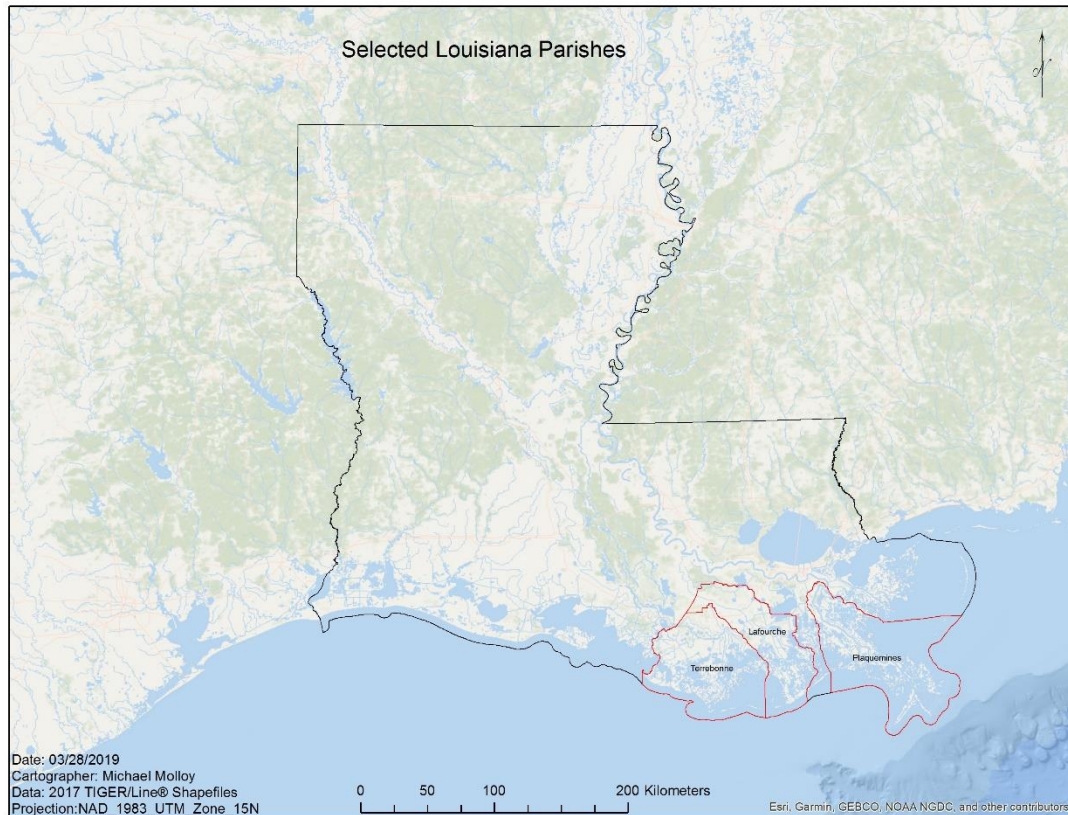 Selected Louisiana Parishes
Lafourche
Terrebonne
Plaquemines
Date: 03/28/2019
Cartographer: Michael Molloy
Data: 2017 TIGER/Line® Shapefiles
Projection:NAD_1983_UTM_Zone_15N
0 50 100 200 Kilometers
Esri, Garmin, GEBCO, NOAA NGDC, and other contributors